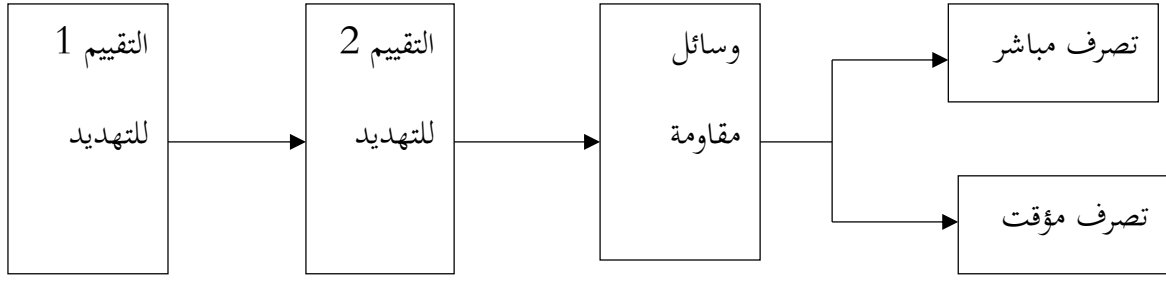 التقييم 1
للتهديد
التقييم 2
للتهديد
وسائل
مقاومة
تصرف مباشر
تصرف مؤقت